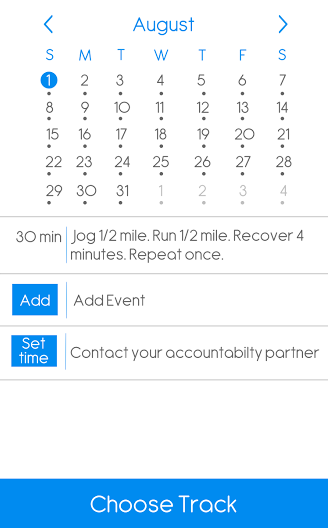 August
S M T W T F S
1 2 3 4 5 6 7
8 9 10 11 12 13 14
15 16 17 18 19 20 21
22 23 24 25 26 27 28
29 30 31 1 2 3 4
30 min Jog 1/2 mile. Run 1/2 mile. Recover 4
minutes. Repeat once.
Add Add Event
Set
time Contact your accountabilty partner
Choose Track